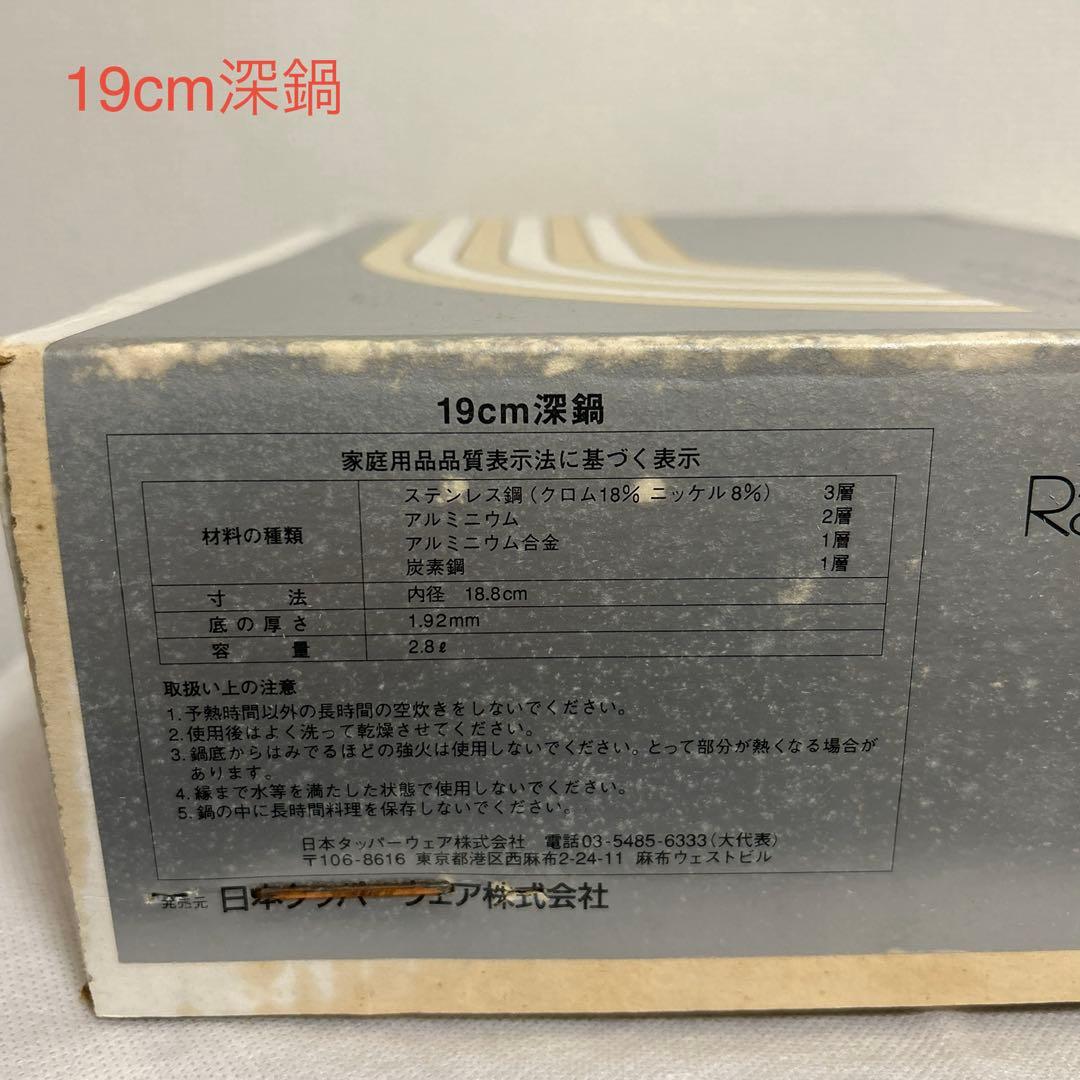 19cm深鍋
19cm深鍋
家庭用品品質表示法に基づく表示
材料の種類
ステンレス鋼(クロム18% ニッケル8%) 3層
アルミニウム 2層
アルミニウム合金 1層
炭素鋼 1層
寸法 内径 18.8cm
底の厚さ 1.92mm
容量 2.8ℓ
取扱い上の注意
1.予熱時間以外の長時間の空炊きをしないでください。
2.使用後はよく洗って乾燥させてください。
3.鍋底からはみでるほどの強火は使用しないでください。とって部分が熱くなる場合が
あります。
4.縁まで水等を満たした状態で使用しないでください。
5.鍋の中に長時間料理を保存しないでください。
日本タッパーウェア株式会社 電話03-5485-6333(大代表)
〒106-8616 東京都港区西麻布2-24-11 麻布ウェストビル
発売元 日本タッパーウェア株式会社